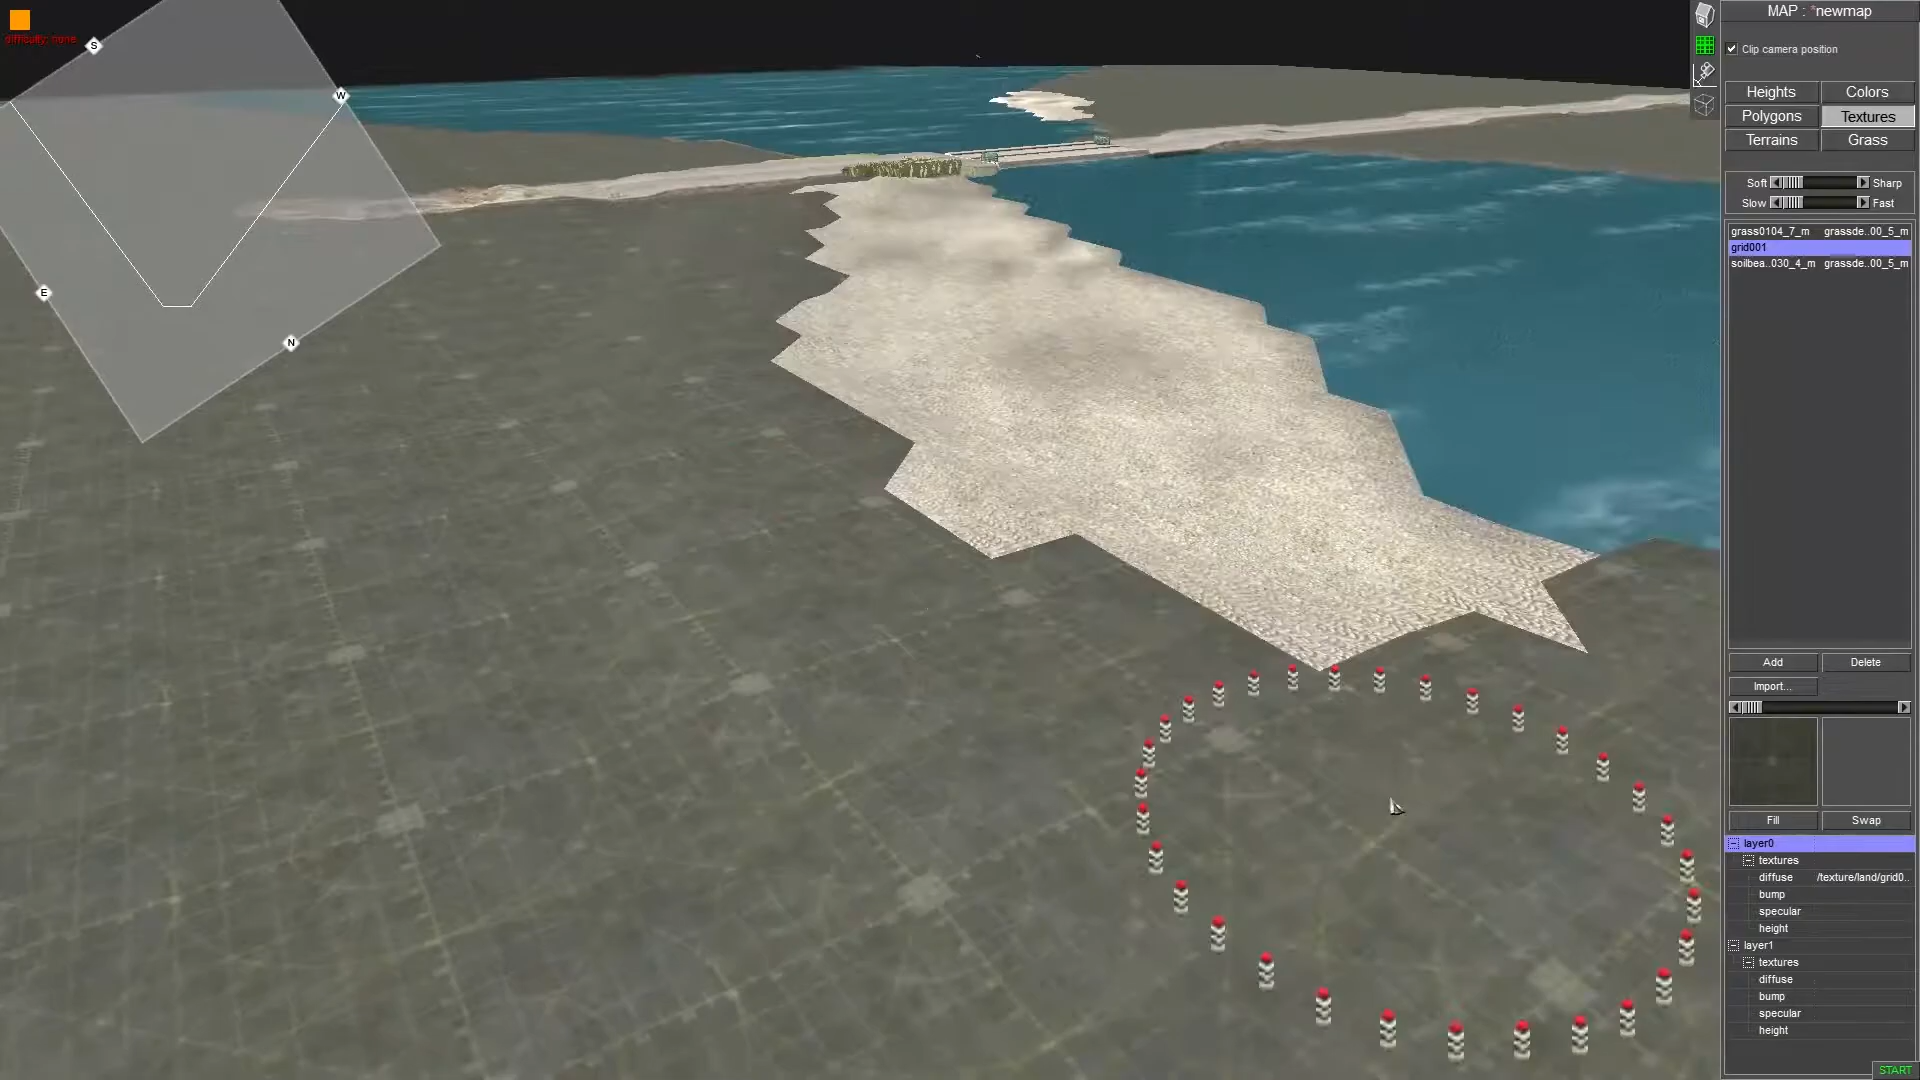 difficulty: none
S
W
E
N
MAP : *newmap
Clip camera position
Heights Colors
Polygons Textures
Terrains Grass
Soft Sharp
Slow Fast
grass0104_7_m grassde..00_5_m
grid001
soilbea..030_4_m grassde..00_5_m
Add Delete
Import...
Fill Swap
layer0
textures
diffuse /texture/land/grid0..
bump
specular
height
layer1
textures
diffuse
bump
specular
height
START